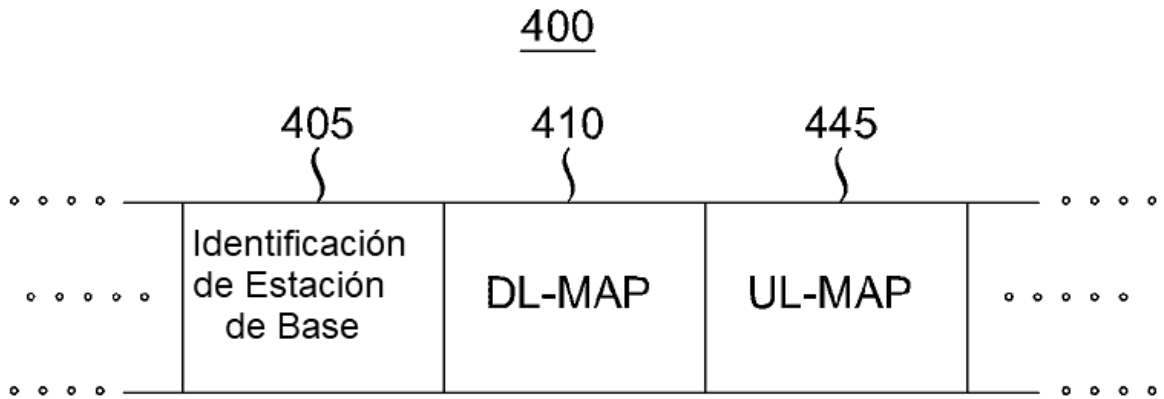 400
405 410 445
Identificación
de Estación
de Base
DL-MAP
UL-MAP